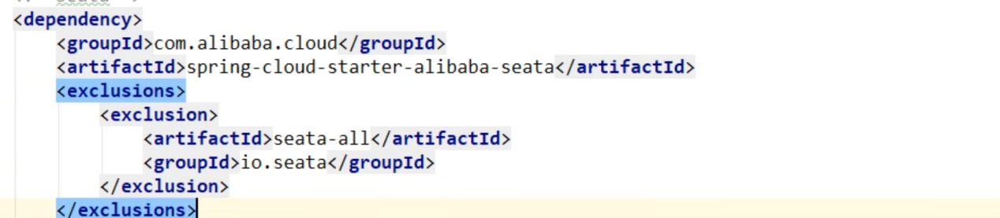 <dependency>
<groupId>com.alibaba.cloud</groupId>
<artifactId>spring-cloud-starter-alibaba-seata</artifactId>
<exclusions>
<exclusion>
<artifactId>seata-all</artifactId>
<groupId>io.seata</groupId>
</exclusion>
</exclusions>